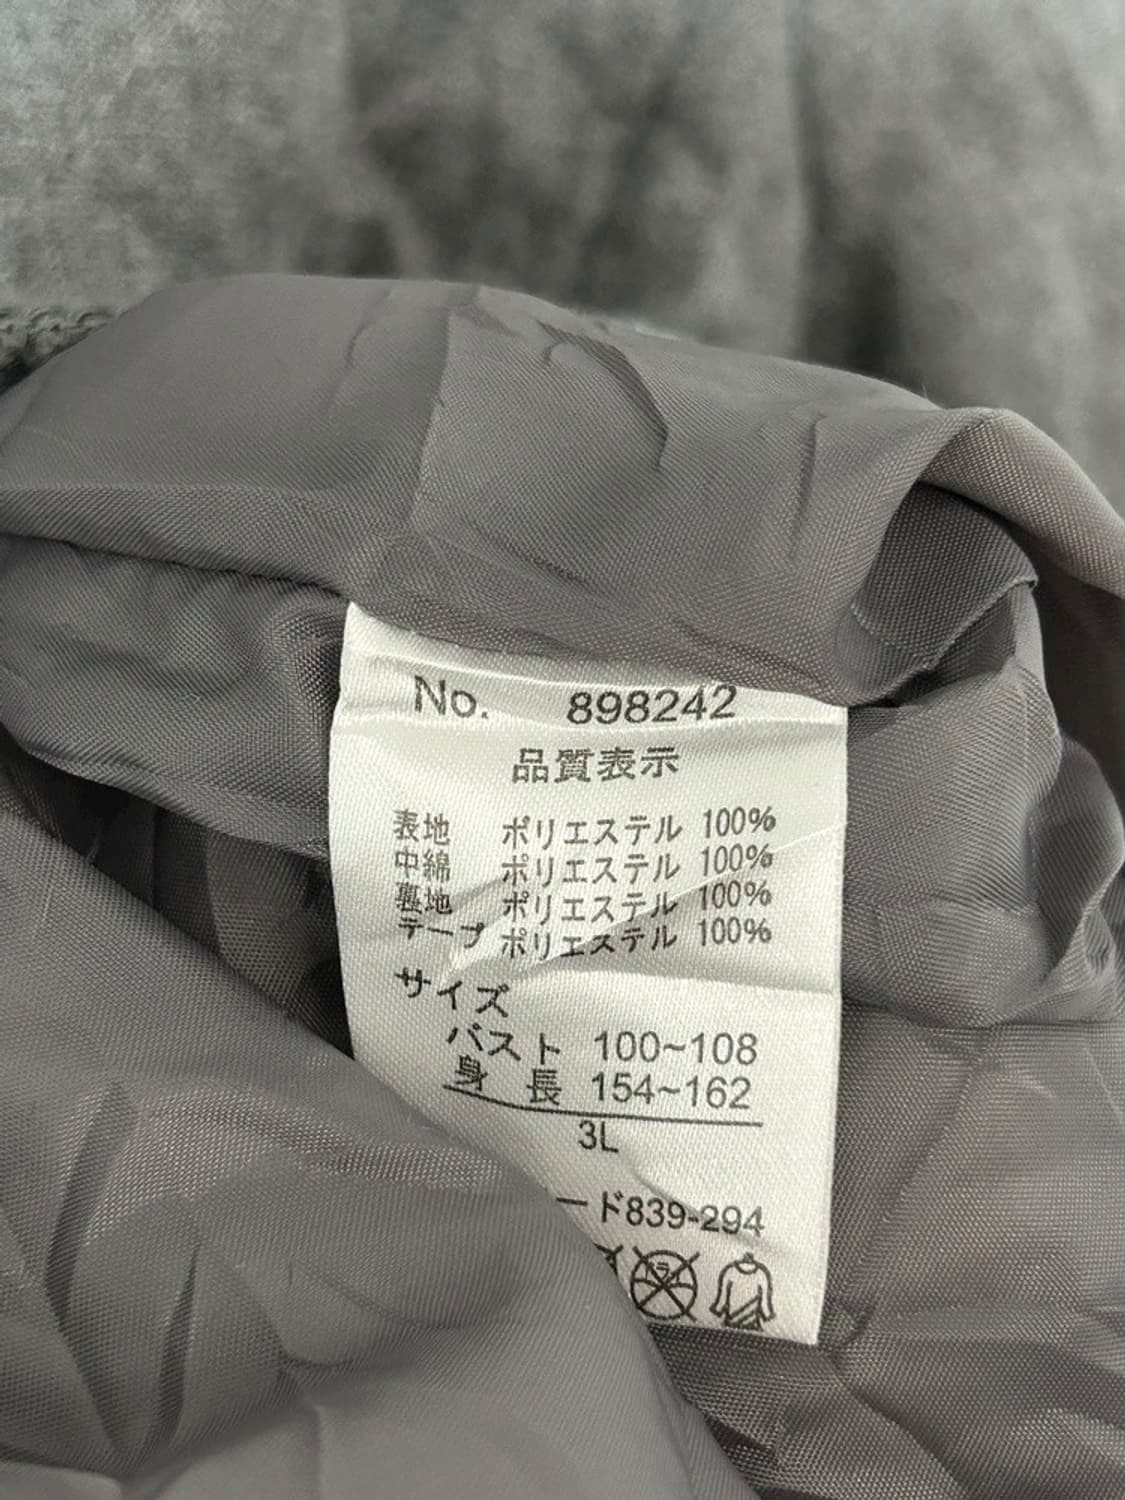 No. 898242
品質表示
表地 ポリエステル 100%
中綿 ポリエステル 100%
裏地 ポリエステル 100%
テープ ポリエステル 100%
サイズ
バスト 100~108
身長 154~162
3L
ード839-294